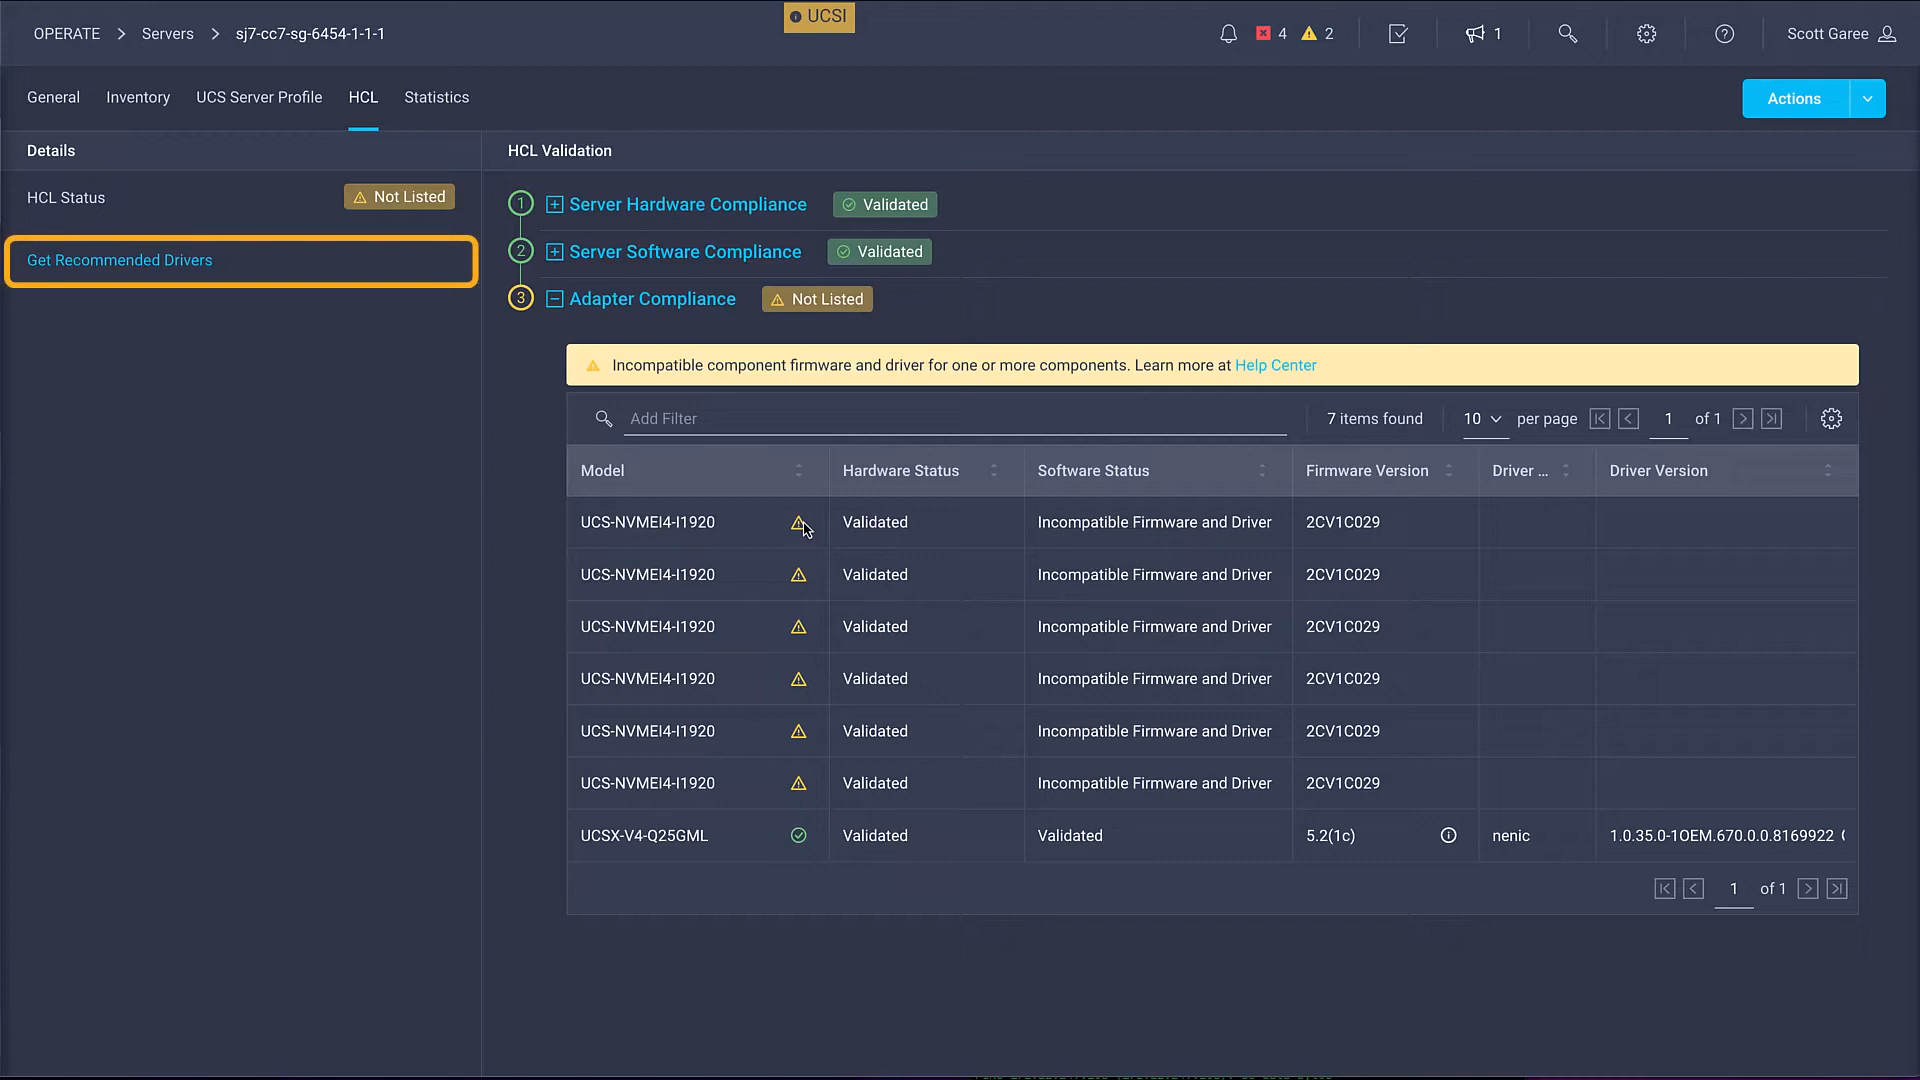 UCSI
OPERATE > Servers > sj7-cc7-sg-6454-1-1-1
4 2 1 Scott Garee
General Inventory UCS Server Profile HCL Statistics
Actions
Details
HCL Status Not Listed
Get Recommended Drivers
HCL Validation
1 Server Hardware Compliance Validated
2 Server Software Compliance Validated
3 Adapter Compliance Not Listed
Incompatible component firmware and driver for one or more components. Learn more at Help Center
Add Filter 7 items found 10 per page 1 of 1
Model Hardware Status Software Status Firmware Version Driver ... Driver Version
UCS-NVMEI4-I1920 Validated Incompatible Firmware and Driver 2CV1C029
UCS-NVMEI4-I1920 Validated Incompatible Firmware and Driver 2CV1C029
UCS-NVMEI4-I1920 Validated Incompatible Firmware and Driver 2CV1C029
UCS-NVMEI4-I1920 Validated Incompatible Firmware and Driver 2CV1C029
UCS-NVMEI4-I1920 Validated Incompatible Firmware and Driver 2CV1C029
UCS-NVMEI4-I1920 Validated Incompatible Firmware and Driver 2CV1C029
UCSX-V4-Q25GML Validated Validated 5.2(1c) nenic 1.0.35.0-1OEM.670.0.0.8169922
1 of 1